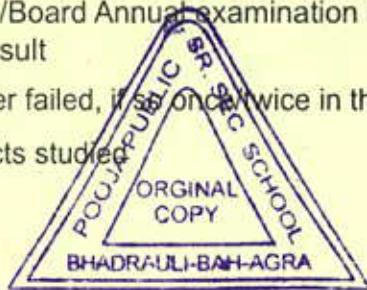 /Board Annual examination
sult
er failed, if so once/twice in th
cts studied
POOJA PUBLIC SR. SEC SCHOOL
ORGINAL
COPY
BHADRAULI-BAH-AGRA